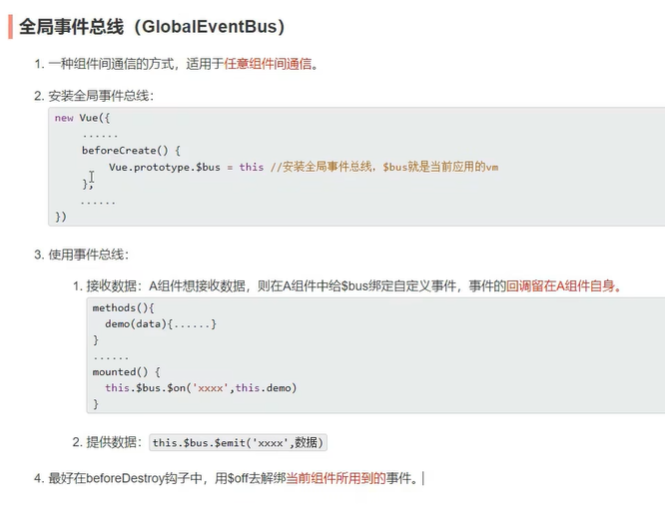 全局事件总线（GlobalEventBus）
1. 一种组件间通信的方式，适用于任意组件间通信。
2. 安装全局事件总线：
new Vue({
......
beforeCreate() {
Vue.prototype.$bus = this //安装全局事件总线，$bus就是当前应用的vm
},
......
})
3. 使用事件总线：
1. 接收数据：A组件想接收数据，则在A组件中给$bus绑定自定义事件，事件的回调留在A组件自身。
methods(){
demo(data){......}
}
......
mounted() {
this.$bus.$on('xxxx',this.demo)
}
2. 提供数据：this.$bus.$emit('xxxx',数据)
4. 最好在beforeDestroy钩子中，用$off去解绑当前组件所用到的事件。